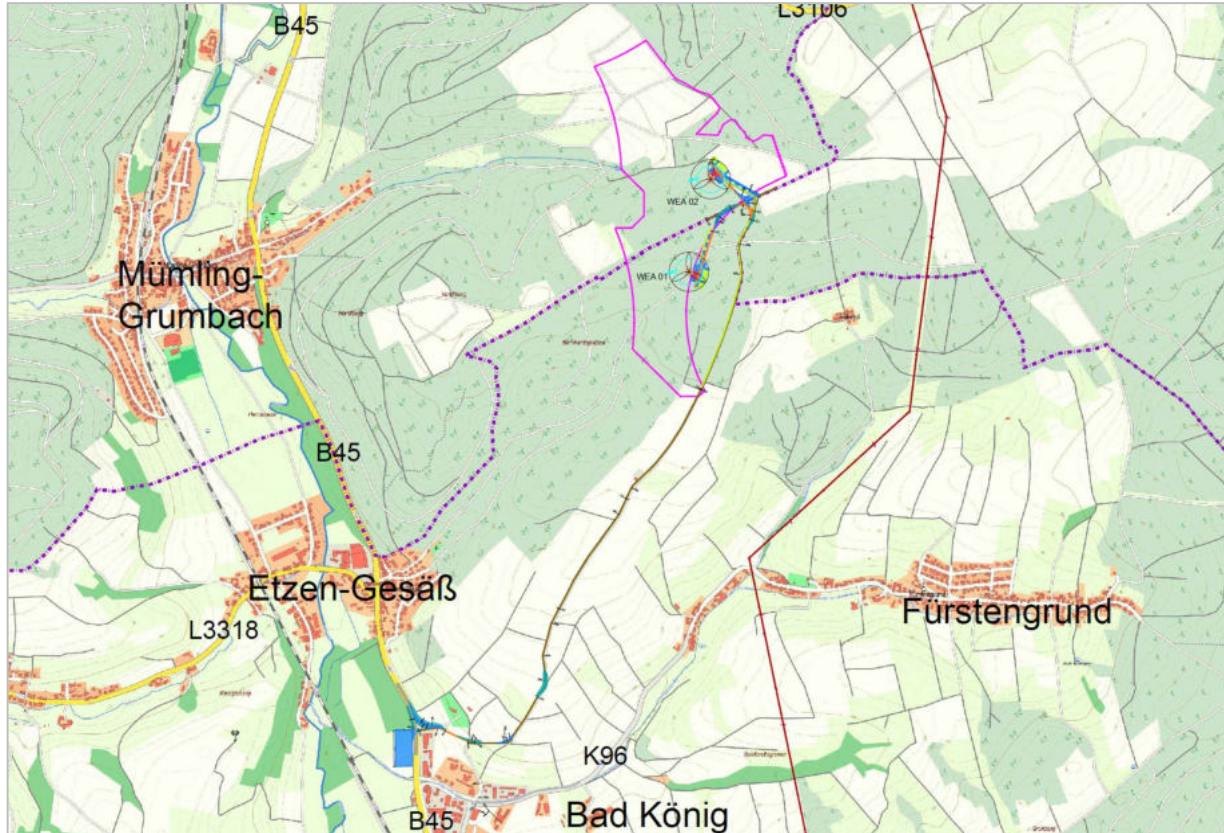 L3106
B45
WEA 02
WEA 01
Mümling-
Grumbach
B45
Etzen-Gesäß
Fürstengrund
L3318
K96
Bad König
B45